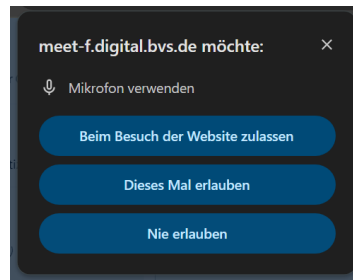 meet-f.digital.bvs.de möchte:
Mikrofon verwenden
Beim Besuch der Website zulassen
Dieses Mal erlauben
Nie erlauben